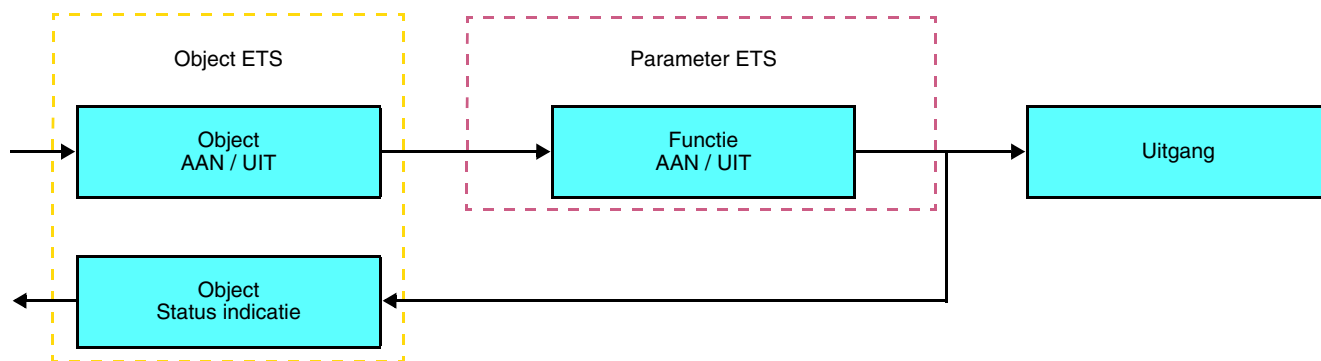 Object ETS
Parameter ETS
Object
AAN / UIT
Functie
AAN / UIT
Uitgang
Object
Status indicatie